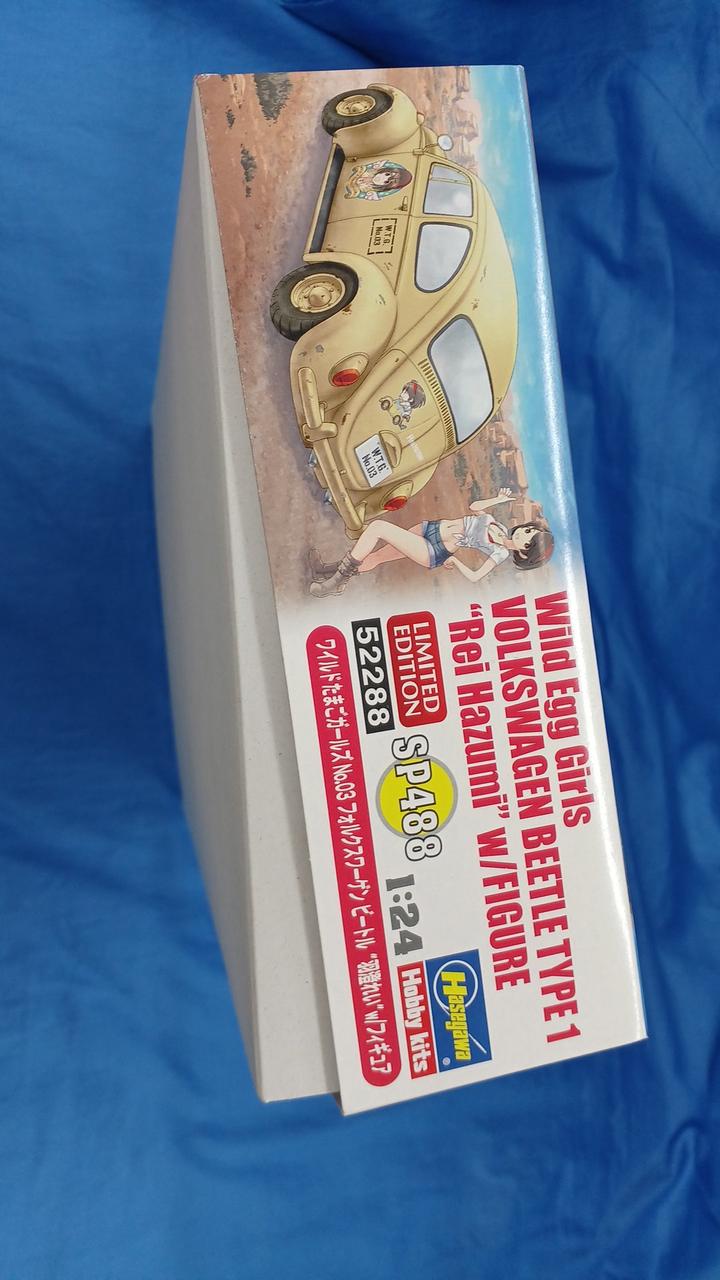 Wild Egg Girls
VOLKSWAGEN BEETLE TYPE 1
“Rei Hazumi” W/FIGURE
LIMITED
EDITION
52288
SP488
1:24
Hasegawa
Hobby kits
ワイルドたまごガールズ No.03 フォルクスワーゲン ビートル “羽澄れい” w/フィギュア
W.T.G.
No.03
W.T.G.
No.03